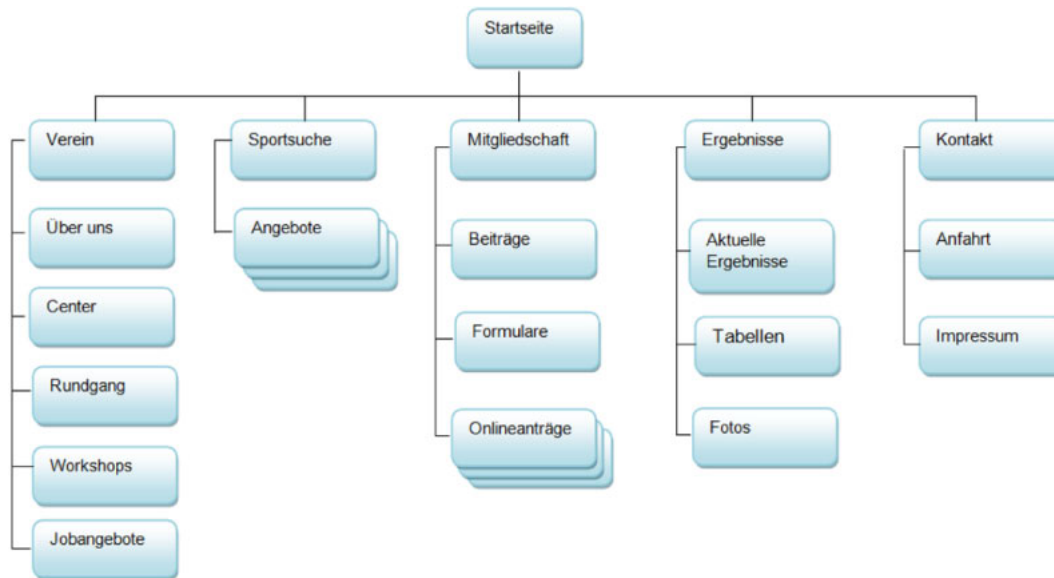 Startseite
Verein
Sportsuche
Mitgliedschaft
Ergebnisse
Kontakt
Über uns
Angebote
Beiträge
Aktuelle
Ergebnisse
Anfahrt
Center
Formulare
Tabellen
Impressum
Rundgang
Onlineanträge
Fotos
Workshops
Jobangebote